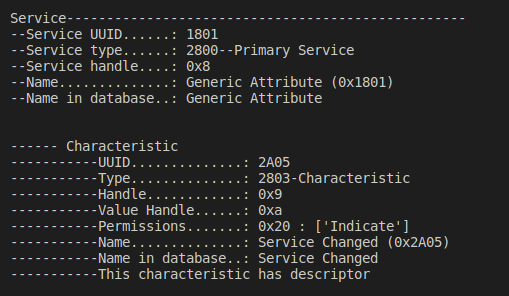 Service--------------------------------------------------
--Service UUID......: 1801
--Service type......: 2800--Primary Service
--Service handle....: 0x8
--Name..............: Generic Attribute (0x1801)
--Name in database..: Generic Attribute
------ Characteristic
-----------UUID..............: 2A05
-----------Type..............: 2803-Characteristic
-----------Handle............: 0x9
-----------Value Handle......: 0xa
-----------Permissions.......: 0x20 : ['Indicate']
-----------Name..............: Service Changed (0x2A05)
-----------Name in database..: Service Changed
-----------This characteristic has descriptor